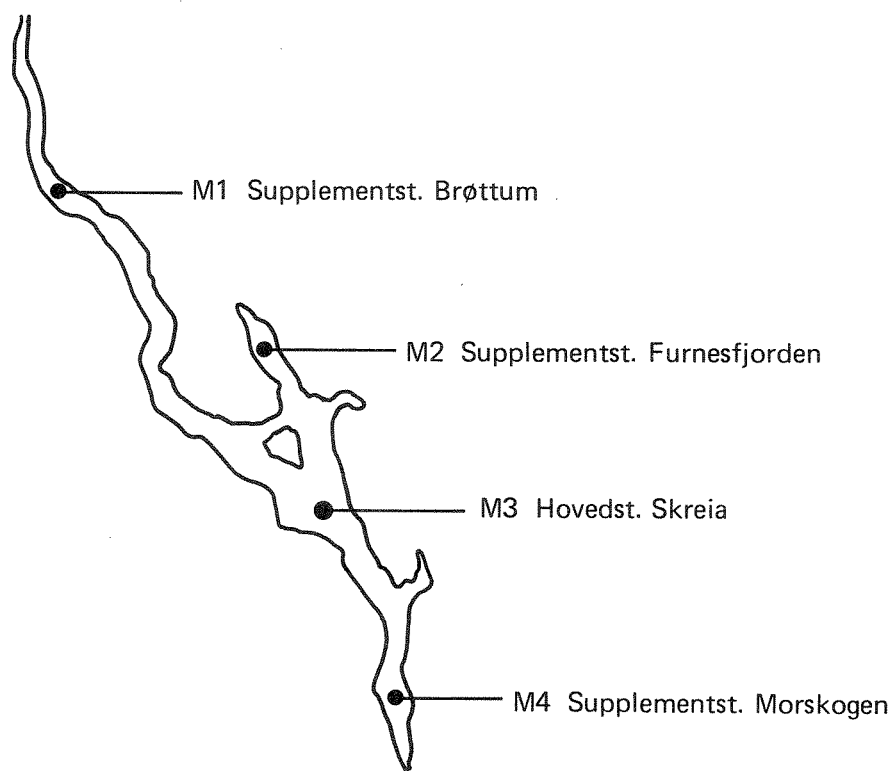 M1 Supplementst. Brøttum
M2 Supplementst. Furnesfjorden
M3 Hovedst. Skreia
M4 Supplementst. Morskogen